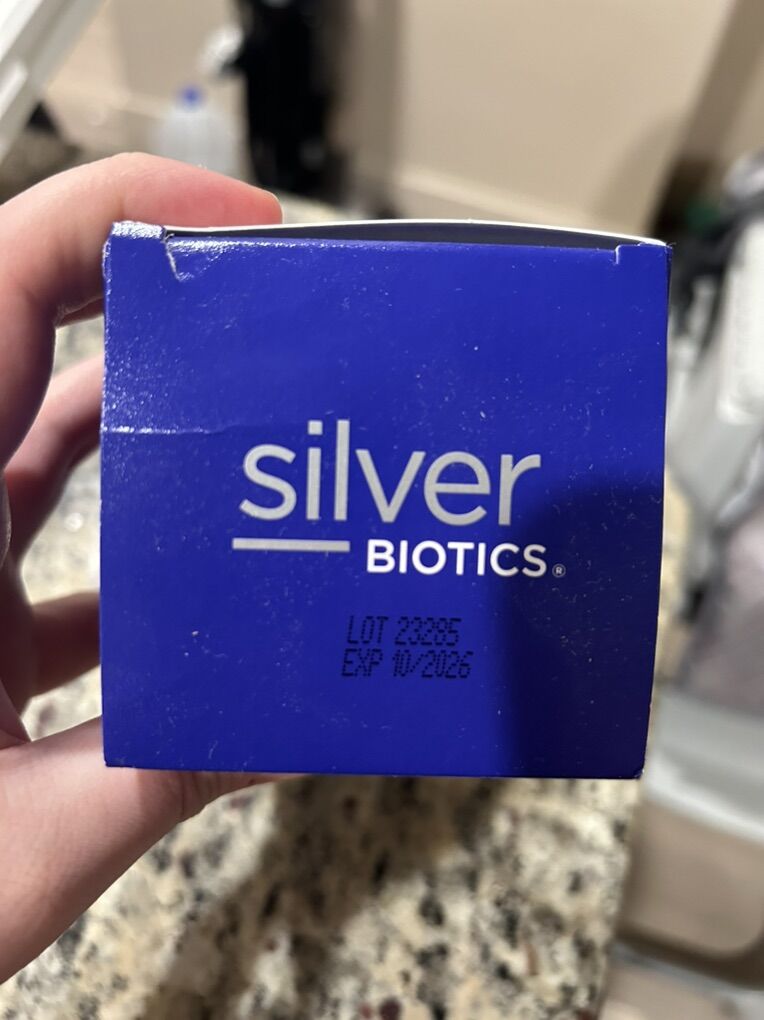 silver
BIOTICS®
LOT 23285
EXP 10/2026